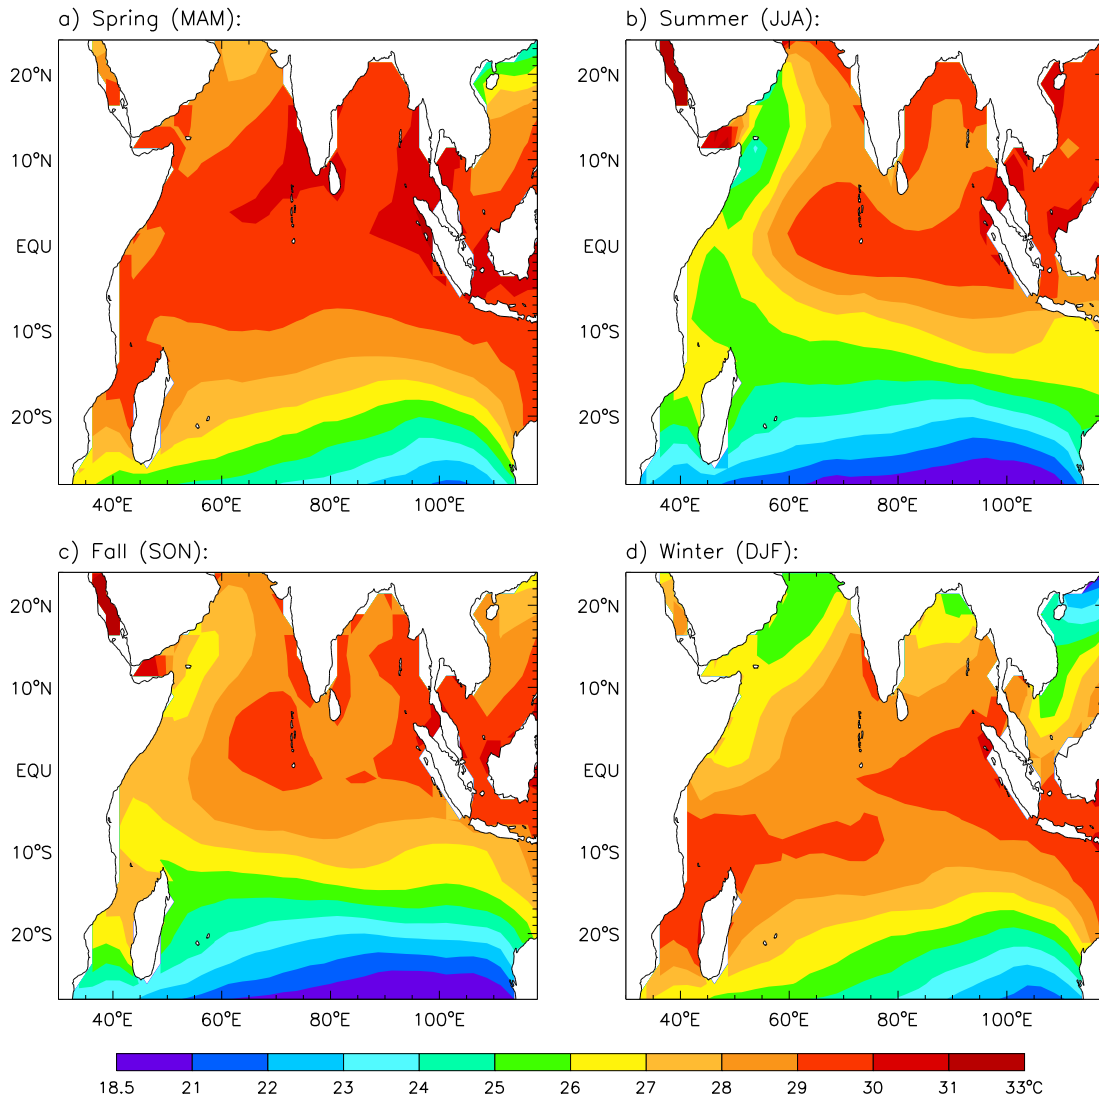 a) Spring (MAM):
b) Summer (JJA):
20°N
10°N
EQU
10°S
20°S
20°N
10°N
EQU
10°S
20°S
40°E
60°E
80°E
100°E
40°E
60°E
80°E
100°E
c) Fall (SON):
d) Winter (DJF):
20°N
10°N
EQU
10°S
20°S
20°N
10°N
EQU
10°S
20°S
40°E
60°E
80°E
100°E
40°E
60°E
80°E
100°E
18.5 21 22 23 24 25 26 27 28 29 30 31 33°C